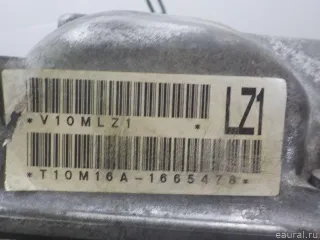 * V10MLZ1 *
LZ1
* T10M16A-1665478 *
© eaural.ru